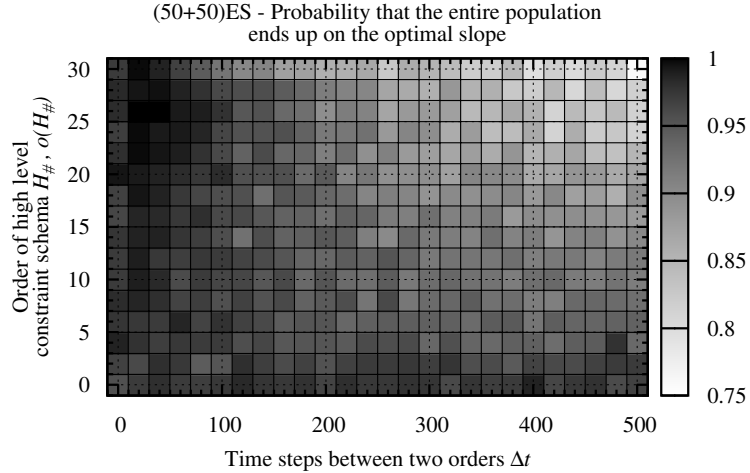 (50+50)ES - Probability that the entire population
ends up on the optimal slope
Order of high level
constraint schema H_#, o(H_#)
30
25
20
15
10
5
0
0 100 200 300 400 500
Time steps between two orders Δt
1
0.95
0.9
0.85
0.8
0.75